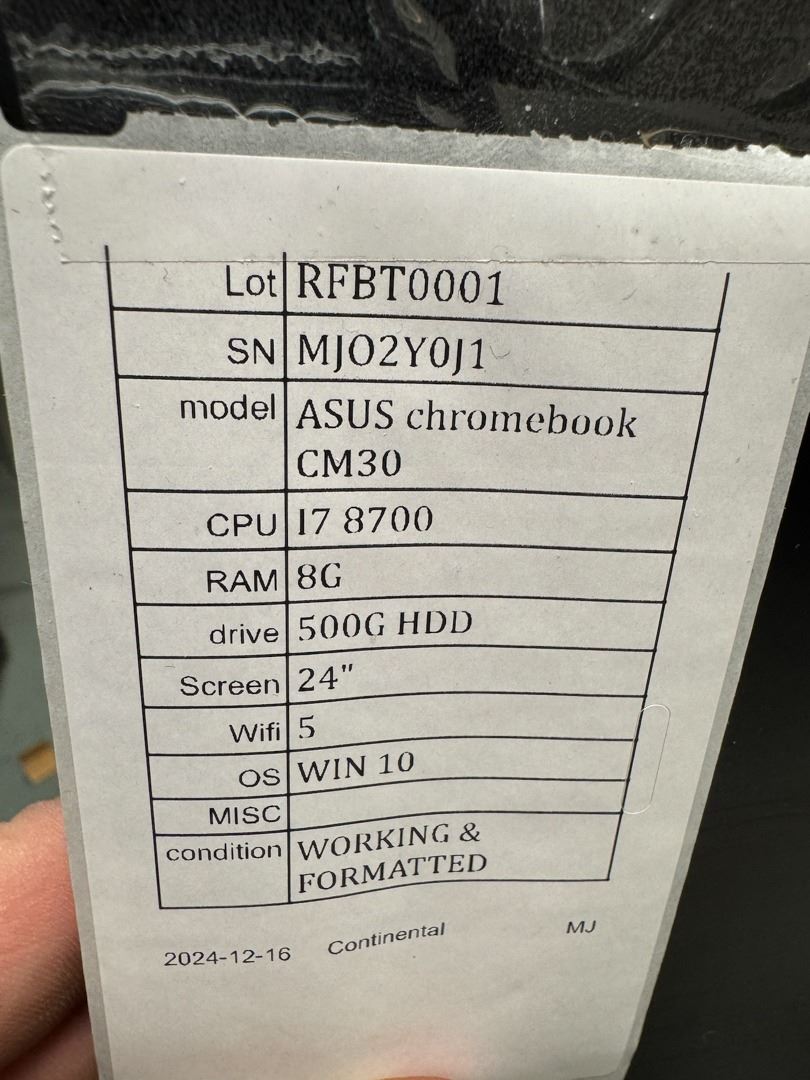 Lot RFBT0001
SN MJO2Y0J1
model ASUS chromebook
CM30
CPU I7 8700
RAM 8G
drive 500G HDD
Screen 24"
Wifi 5
OS WIN 10
MISC
condition WORKING &
FORMATTED
2024-12-16 Continental MJ